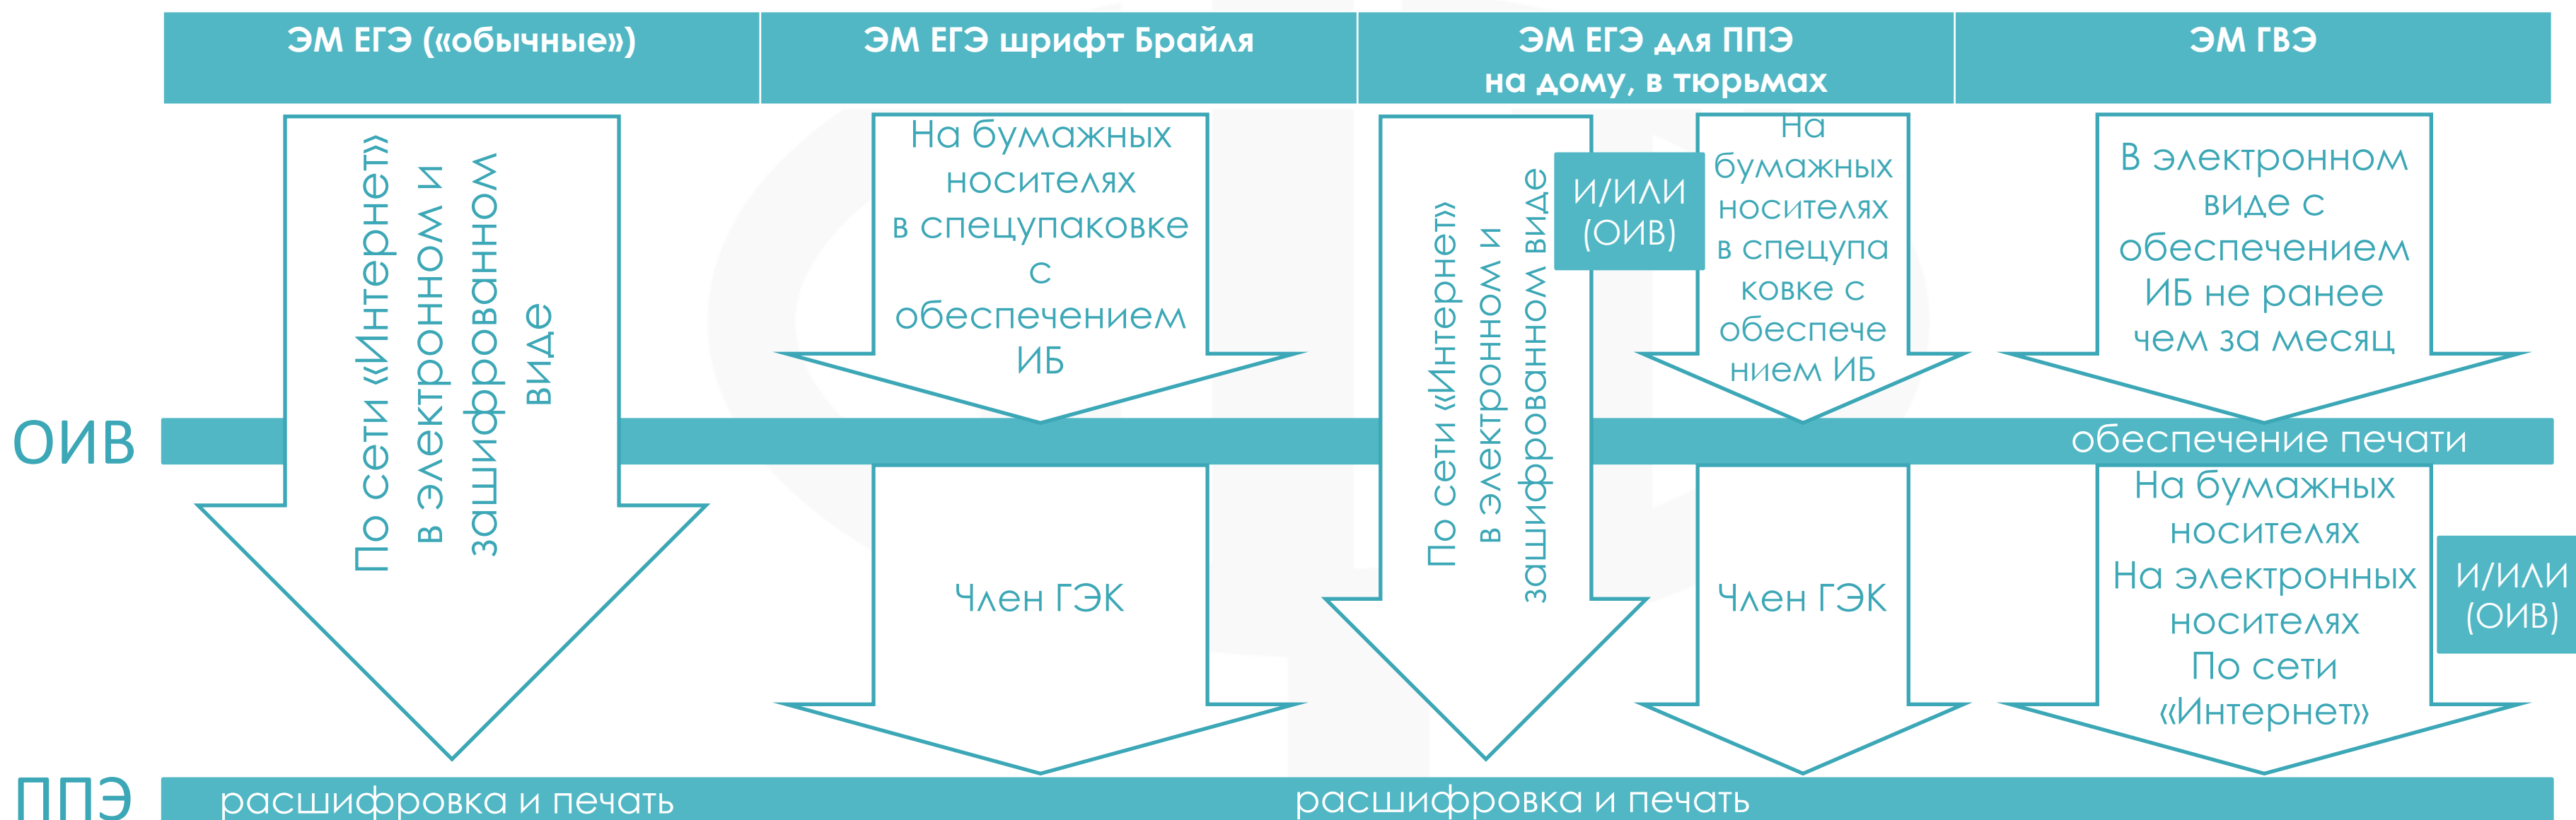 ЭМ ЕГЭ («обычные»)
ЭМ ЕГЭ шрифт Брайля
ЭМ ЕГЭ для ППЭ
на дому, в тюрьмах
ЭМ ГВЭ
По сети «Интернет»
в электронном и
зашифрованном
виде
На бумажных
носителях
в спецупаковке
с
обеспечением
ИБ
По сети «Интернет»
в электронном и
зашифрованном виде
И/ИЛИ
(ОИВ)
На
бумажных
носителях
в спецупа
ковке с
обеспече
нием ИБ
В электронном
виде с
обеспечением
ИБ не ранее
чем за месяц
ОИВ
обеспечение печати
Член ГЭК
Член ГЭК
На бумажных
носителях
На электронных
носителях
По сети
«Интернет»
И/ИЛИ
(ОИВ)
ППЭ
расшифровка и печать
расшифровка и печать